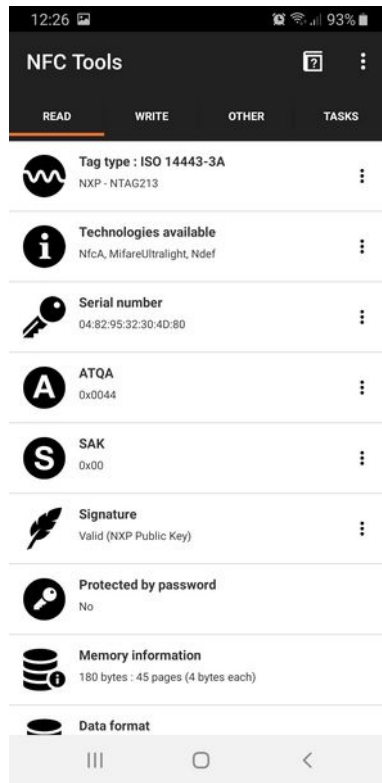 12:26 93%
NFC Tools
READ WRITE OTHER TASKS
Tag type : ISO 14443-3A
NXP - NTAG213
Technologies available
NfcA, MifareUltralight, Ndef
Serial number
04:82:95:32:30:4D:80
ATQA
0x0044
SAK
0x00
Signature
Valid (NXP Public Key)
Protected by password
No
Memory information
180 bytes : 45 pages (4 bytes each)
Data format